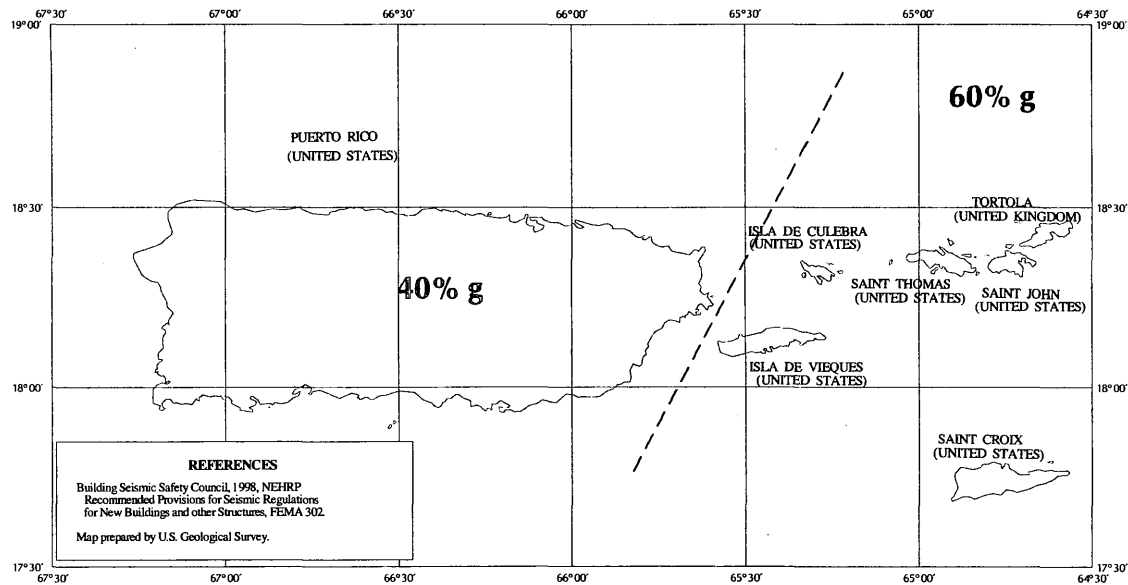 67°30' 67°00' 66°30' 66°00' 65°30' 65°00' 64°30'
19°00' 19°00'
60% g
PUERTO RICO
(UNITED STATES)
18°30' 18°30'
TORTOLA
(UNITED KINGDOM)
ISLA DE CULEBRA
(UNITED STATES)
40% g
SAINT THOMAS
(UNITED STATES)
SAINT JOHN
(UNITED STATES)
ISLA DE VIEQUES
(UNITED STATES)
18°00' 18°00'
SAINT CROIX
(UNITED STATES)
REFERENCES
Building Seismic Safety Council, 1998, NEHRP
Recommended Provisions for Seismic Regulations
for New Buildings and other Structures, FEMA 302.
Map prepared by U.S. Geological Survey.
17°30' 17°30'
67°30' 67°00' 66°30' 66°00' 65°30' 65°00' 64°30'